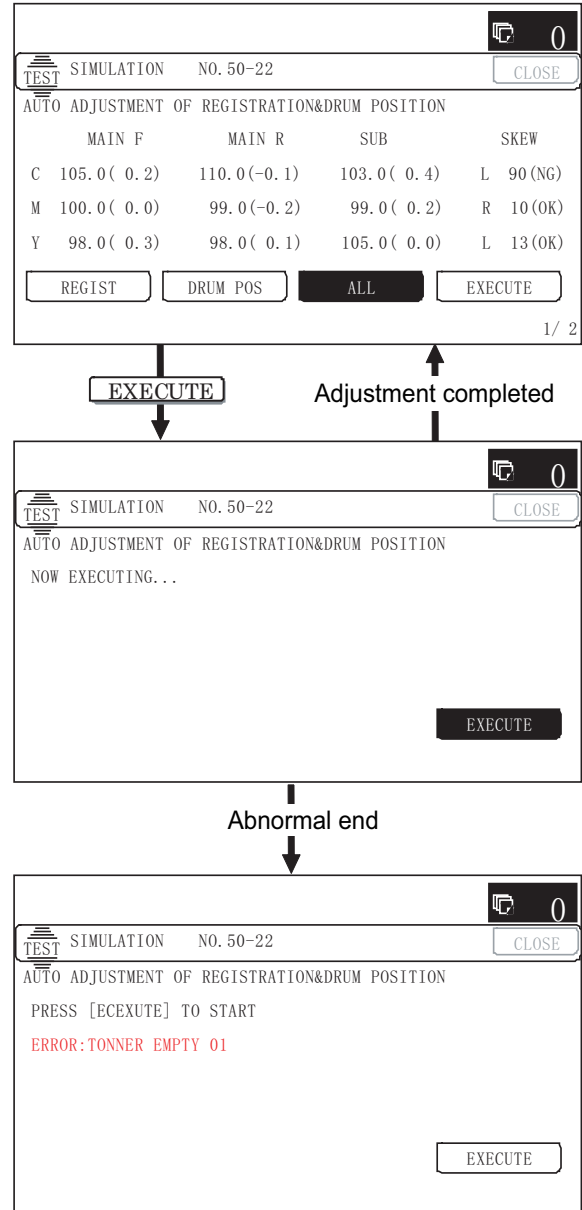 0
TEST SIMULATION NO. 50-22 CLOSE
AUTO ADJUSTMENT OF REGISTRATION&DRUM POSITION
MAIN F MAIN R SUB SKEW
C 105.0( 0.2) 110.0(-0.1) 103.0( 0.4) L 90(NG)
M 100.0( 0.0) 99.0(-0.2) 99.0( 0.2) R 10(OK)
Y 98.0( 0.3) 98.0( 0.1) 105.0( 0.0) L 13(OK)
REGIST DRUM POS ALL EXECUTE
1/ 2
EXECUTE Adjustment completed
0
TEST SIMULATION NO. 50-22 CLOSE
AUTO ADJUSTMENT OF REGISTRATION&DRUM POSITION
NOW EXECUTING...
EXECUTE
Abnormal end
0
TEST SIMULATION NO. 50-22 CLOSE
AUTO ADJUSTMENT OF REGISTRATION&DRUM POSITION
PRESS [ECEXUTE] TO START
ERROR:TONNER EMPTY 01
EXECUTE